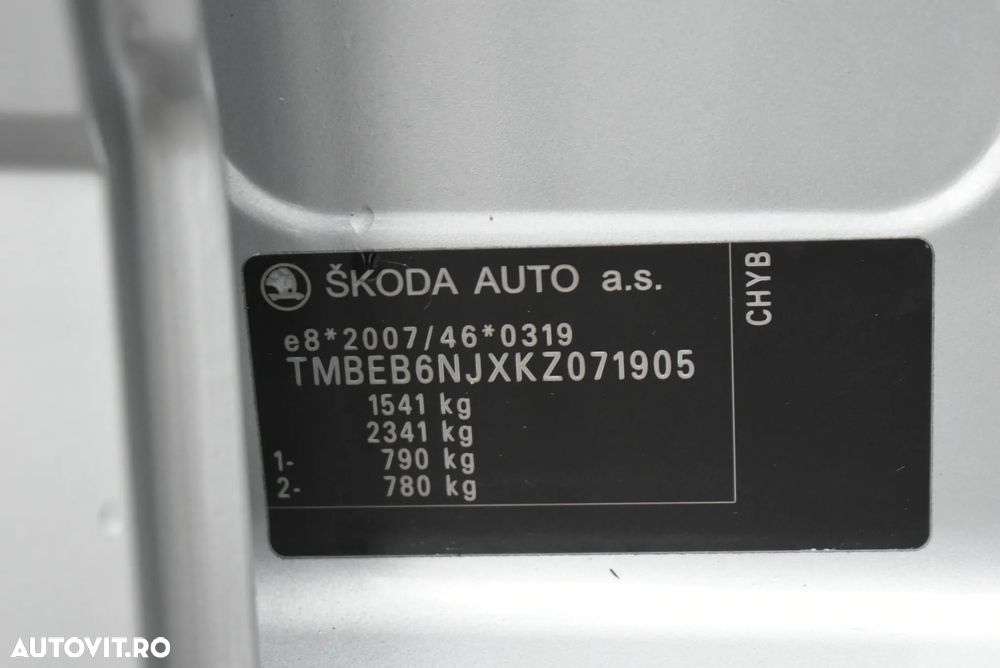 ŠKODA AUTO a.s.
e8*2007/46*0319
TMBEB6NJXKZ071905
1541 kg
2341 kg
1- 790 kg
2- 780 kg
CHYB
AUTOVIT.RO